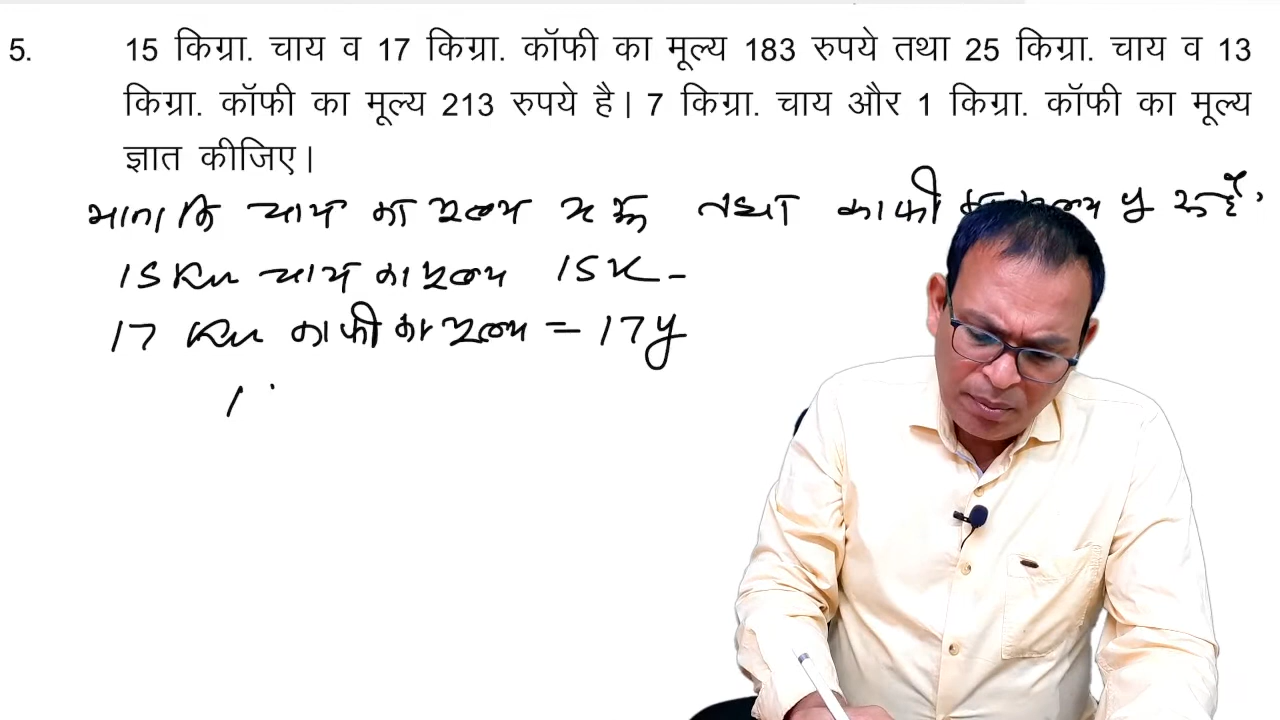 5. 15 किग्रा. चाय व 17 किग्रा. कॉफी का मूल्य 183 रुपये तथा 25 किग्रा. चाय व 13
किग्रा. कॉफी का मूल्य 213 रुपये है। 7 किग्रा. चाय और 1 किग्रा. कॉफी का मूल्य
ज्ञात कीजिए।
माना कि चाय का मूल्य x रु तथा काफी मूल्य y रु है
15 Kg चाय का मूल्य 15x -
17 Kg काफी का मूल्य = 17y